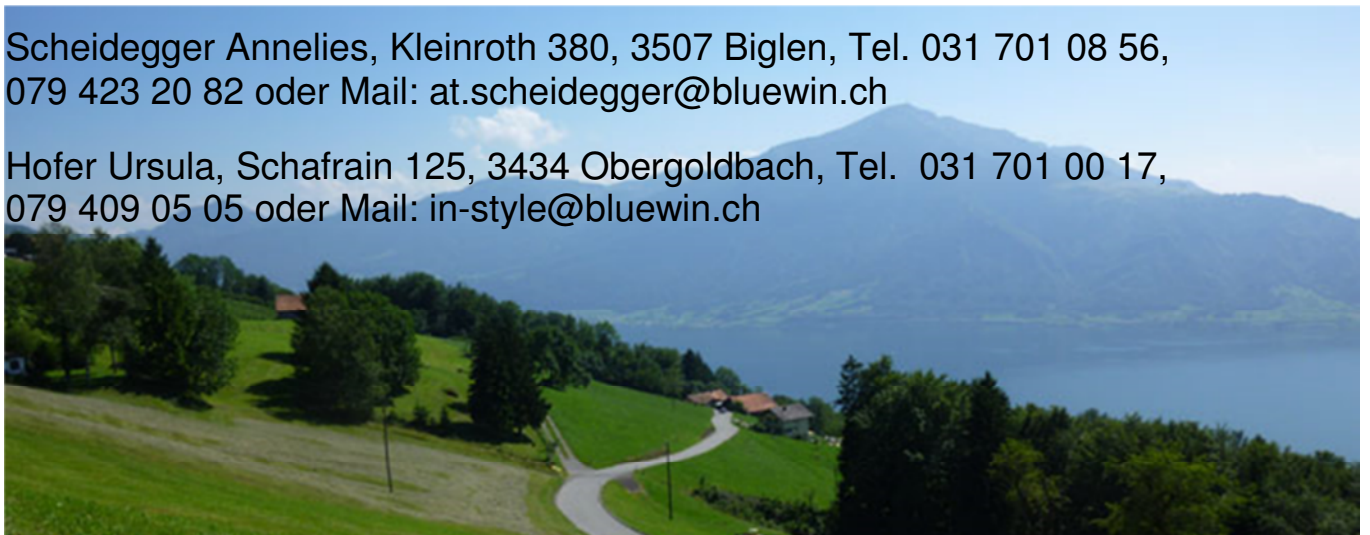 Scheidegger Annelies, Kleinroth 380, 3507 Biglen, Tel. 031 701 08 56,
079 423 20 82 oder Mail: at.scheidegger@bluewin.ch
Hofer Ursula, Schafrain 125, 3434 Obergoldbach, Tel.  031 701 00 17,
079 409 05 05 oder Mail: in-style@bluewin.ch